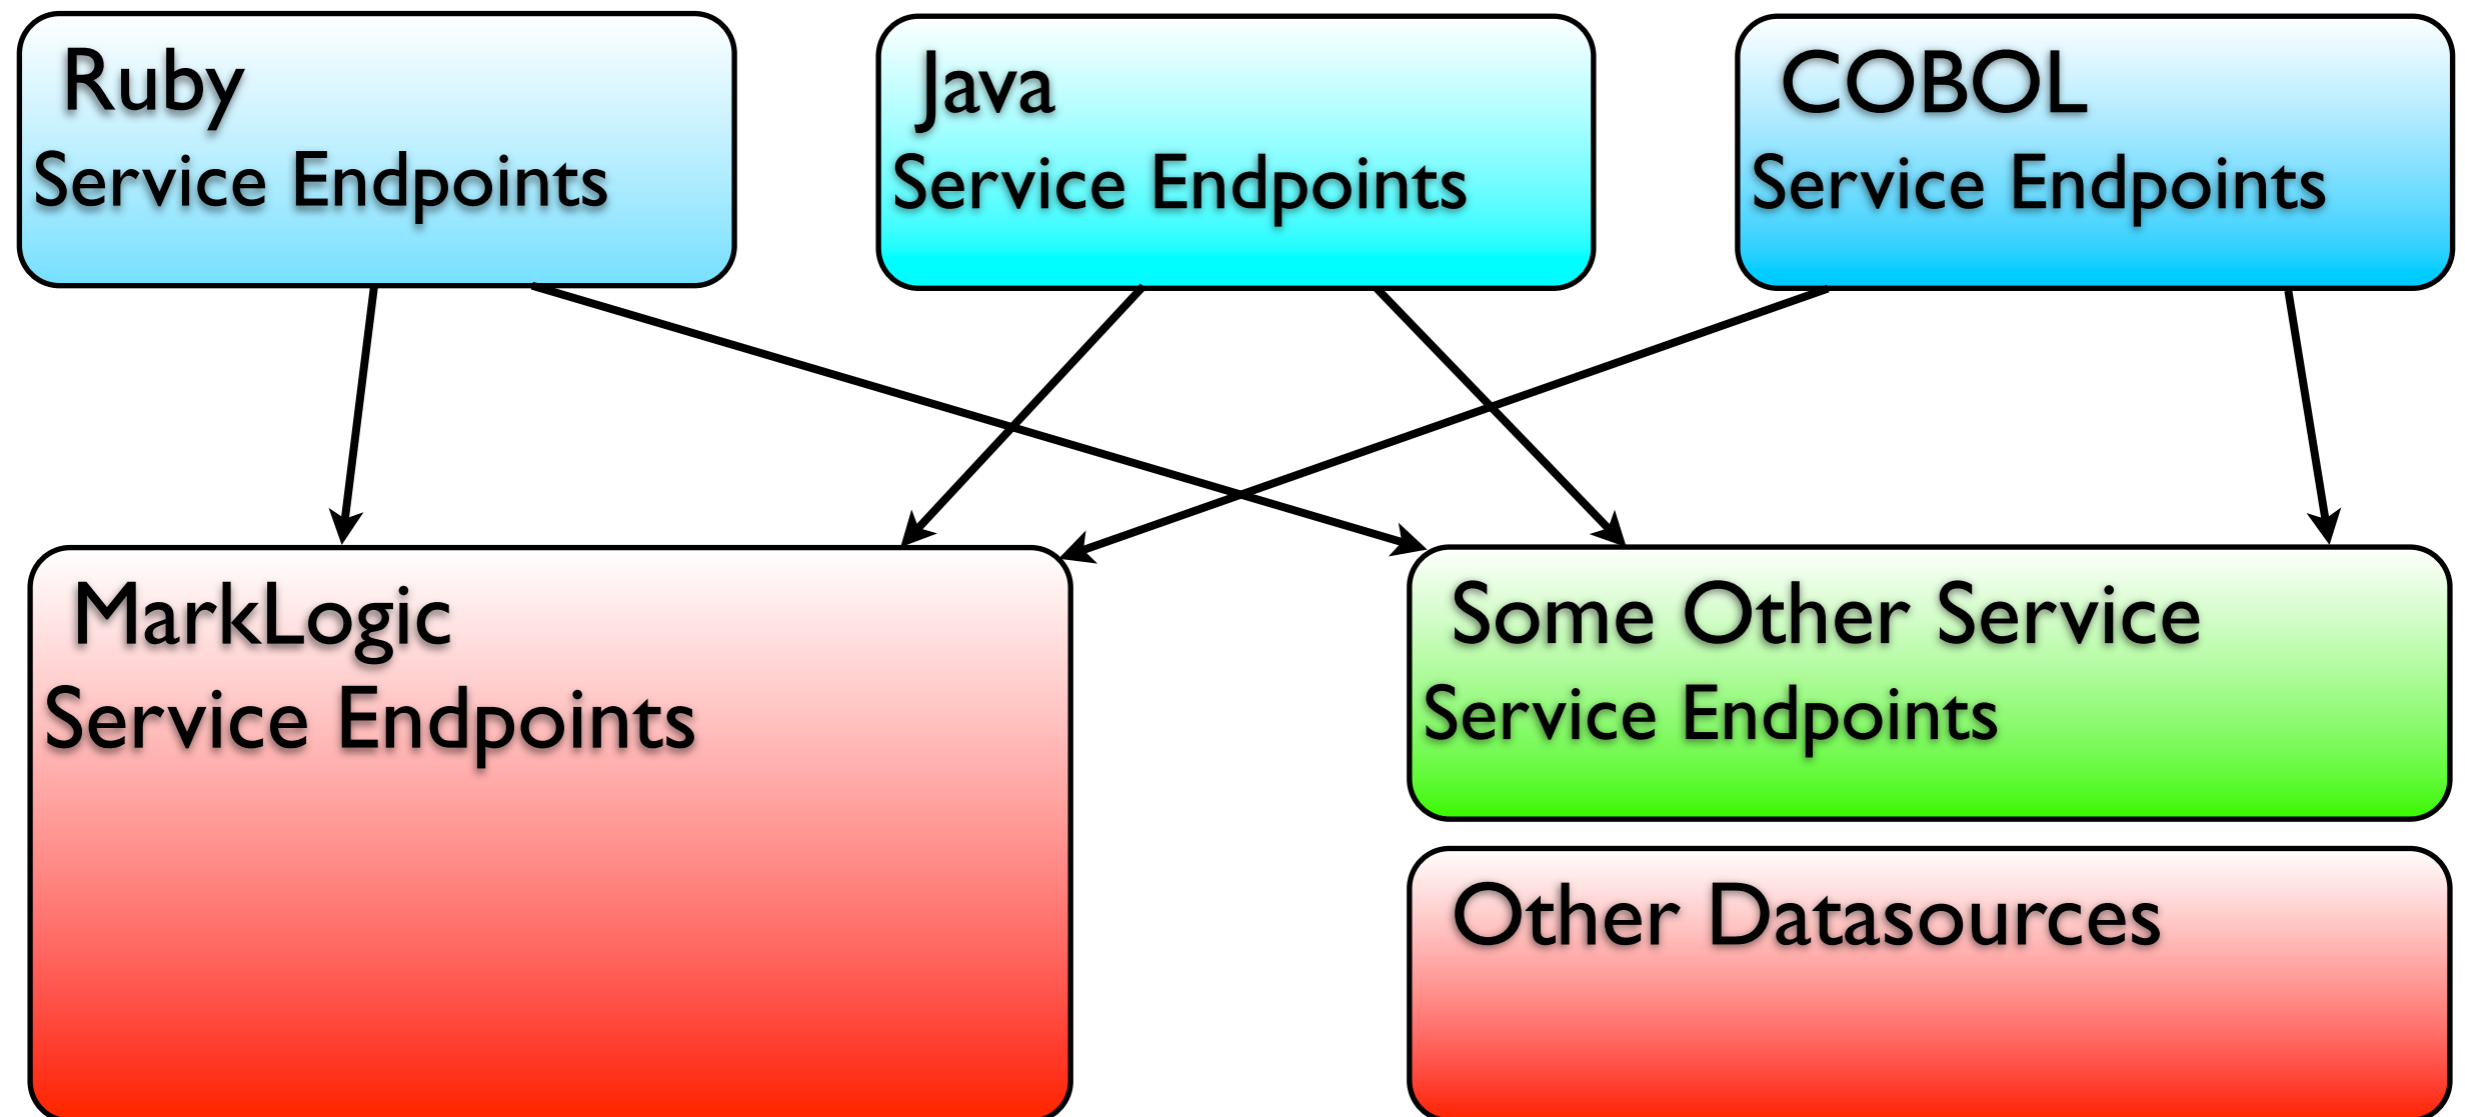 Ruby
Service Endpoints
Java
Service Endpoints
COBOL
Service Endpoints
MarkLogic
Service Endpoints
Some Other Service
Service Endpoints
Other Datasources